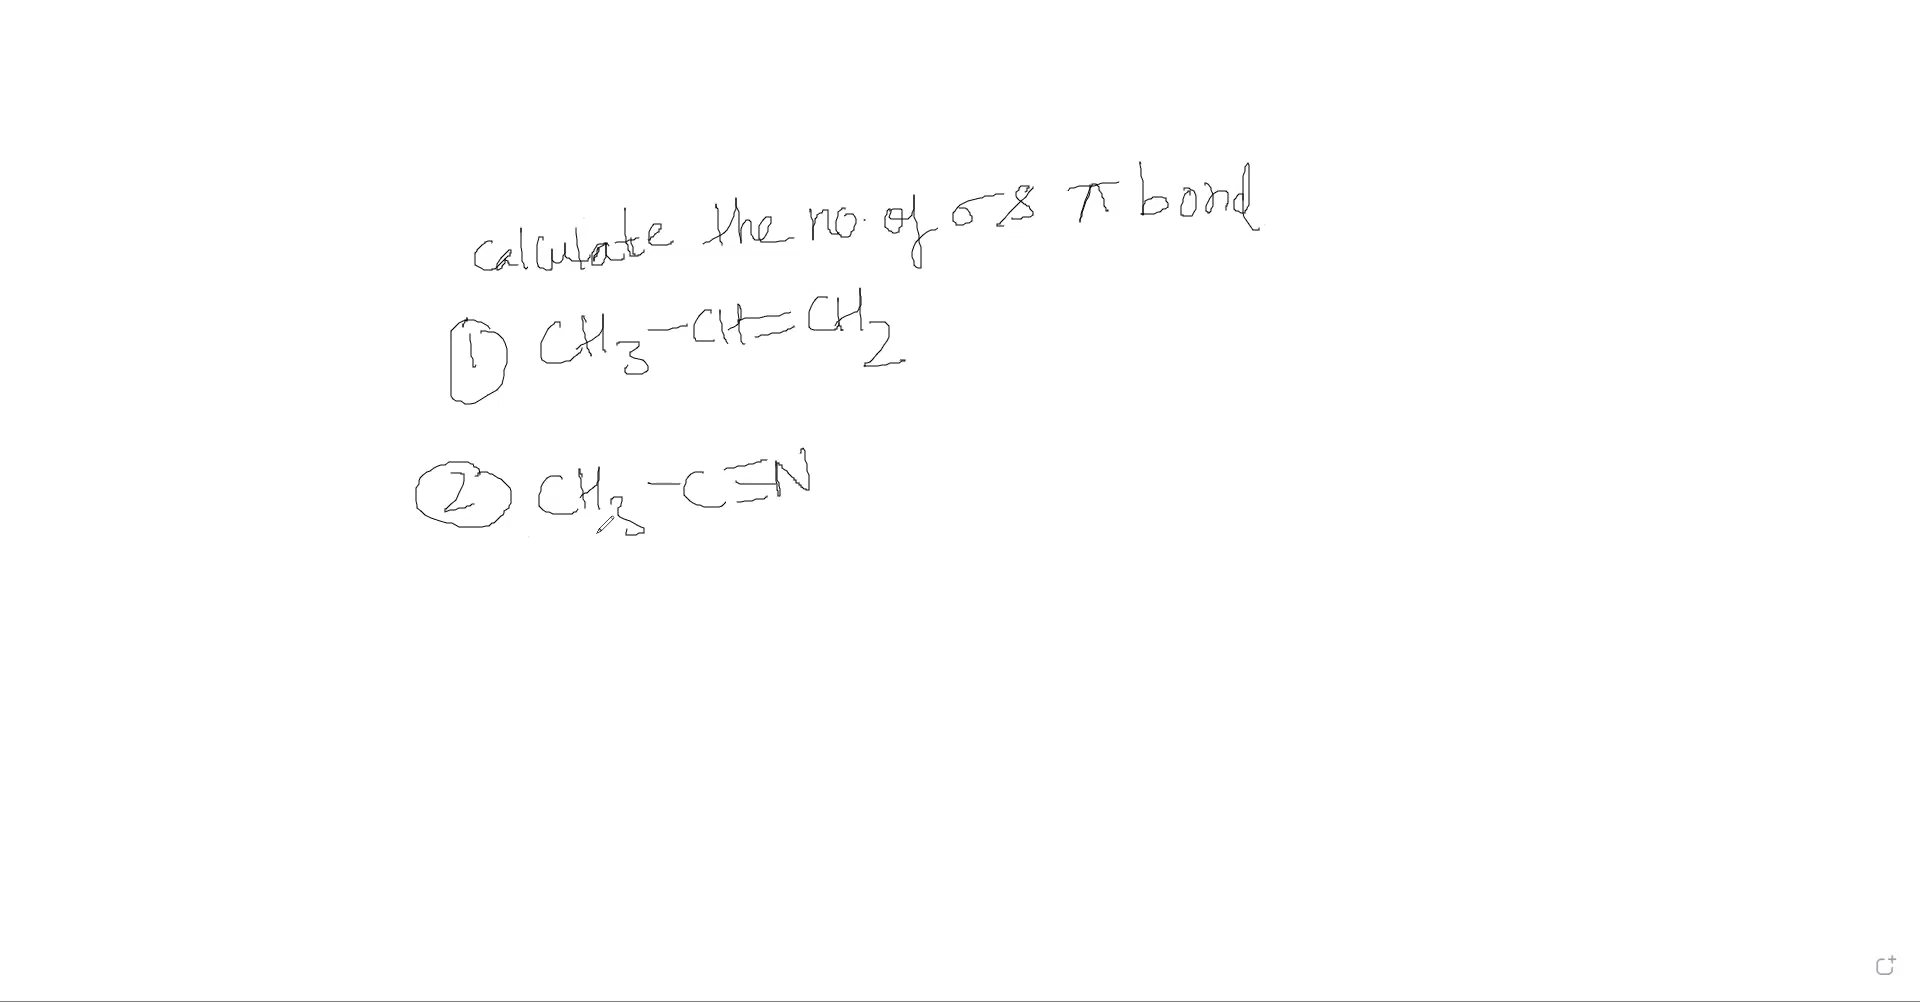 calculate the no. of σ & π bond
① CH₃-CH=CH₂
② CH₃-C≡N